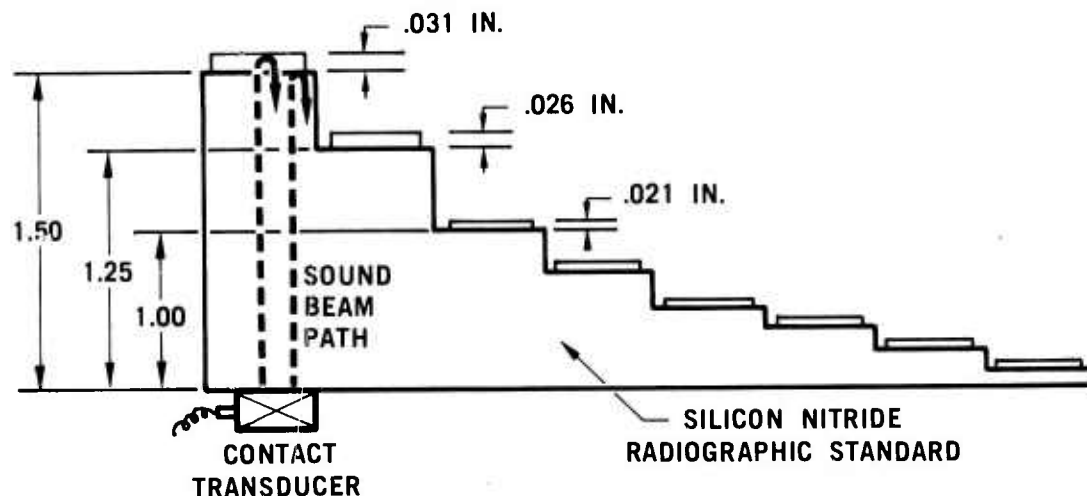 .031 IN.
.026 IN.
.021 IN.
1.50
1.25
1.00
SOUND
BEAM
PATH
SILICON NITRIDE
RADIOGRAPHIC STANDARD
CONTACT
TRANSDUCER